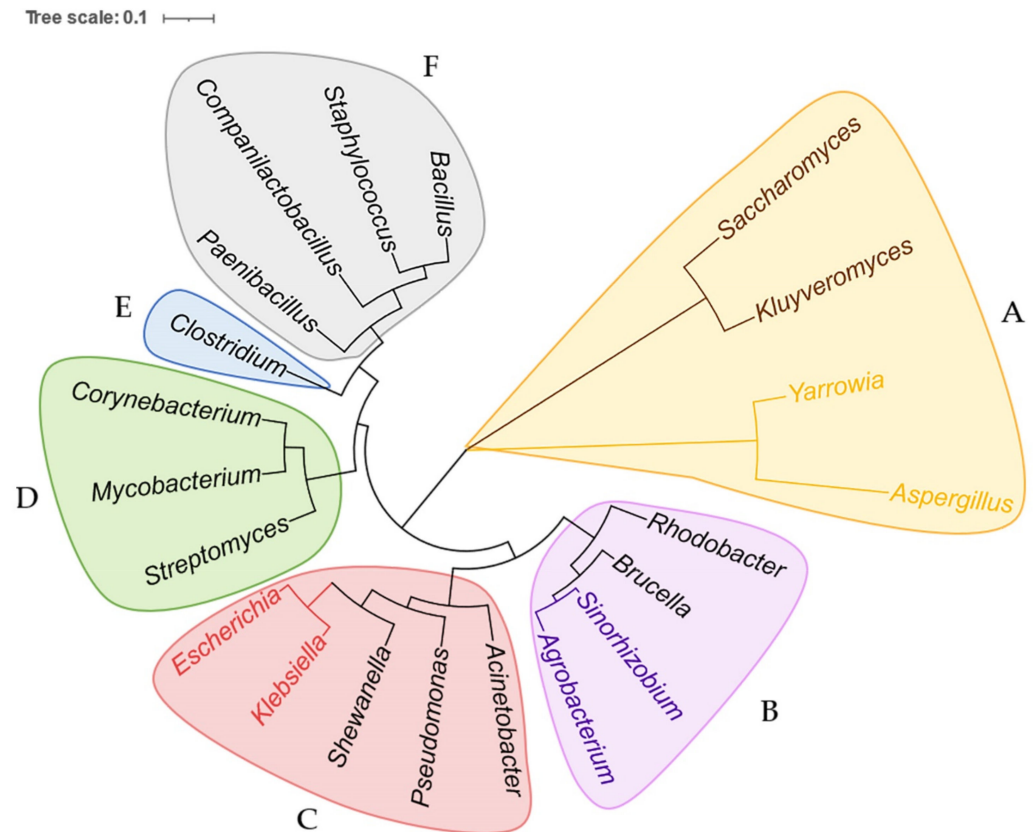 Tree scale: 0.1
F
Companilactobacillus
Staphylococcus
Bacillus
Paenibacillus
E
Clostridium
D
Corynebacterium
Mycobacterium
Streptomyces
Escherichia
Klebsiella
Shewanella
Pseudomonas
Acinetobacter
C
Rhodobacter
Brucella
Sinorhizobium
Agrobacterium
B
Saccharomyces
Kluyveromyces
Yarrowia
Aspergillus
A